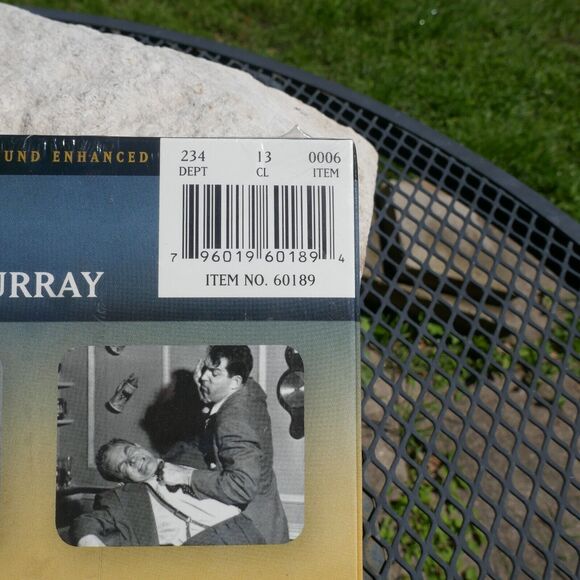 UND ENHANCED
234 13 0006
DEPT CL ITEM
7 96019 60189 4
ITEM NO. 60189
URRAY